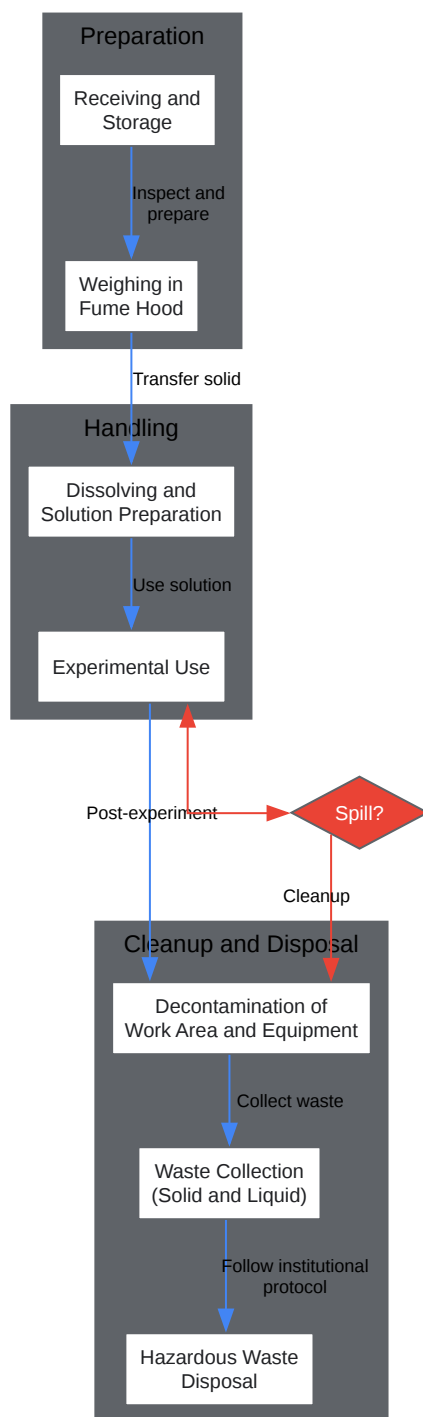 Preparation
Receiving and
Storage
Inspect and
prepare
Weighing in
Fume Hood
Transfer solid
Handling
Dissolving and
Solution Preparation
Use solution
Experimental Use
Post-experiment
Spill?
Cleanup
Cleanup and Disposal
Decontamination of
Work Area and Equipment
Collect waste
Waste Collection
(Solid and Liquid)
Follow institutional
protocol
Hazardous Waste
Disposal